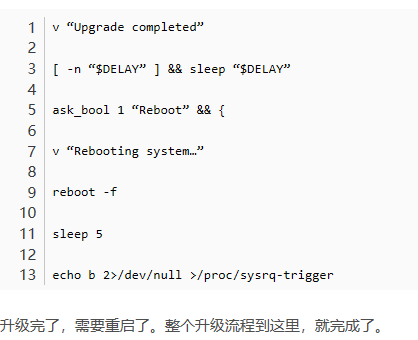 1 v “Upgrade completed”
2
3 [ -n “$DELAY” ] && sleep “$DELAY”
4
5 ask_bool 1 “Reboot” && {
6
7 v “Rebooting system…”
8
9 reboot -f
10
11 sleep 5
12
13 echo b 2>/dev/null >/proc/sysrq-trigger
升级完了，需要重启了。整个升级流程到这里，就完成了。